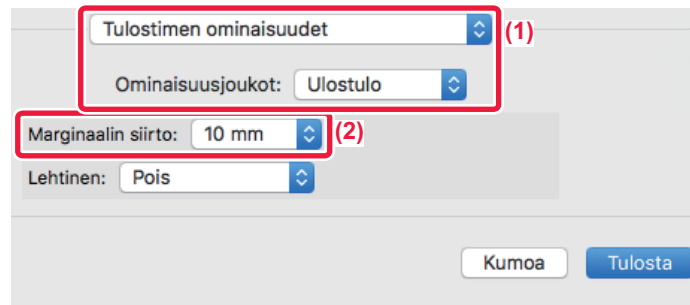 Tulostimen ominaisuudet (1)
Ominaisuusjoukot: Ulostulo
Marginaalin siirto: 10 mm (2)
Lehtinen: Pois
Kumoa Tulosta